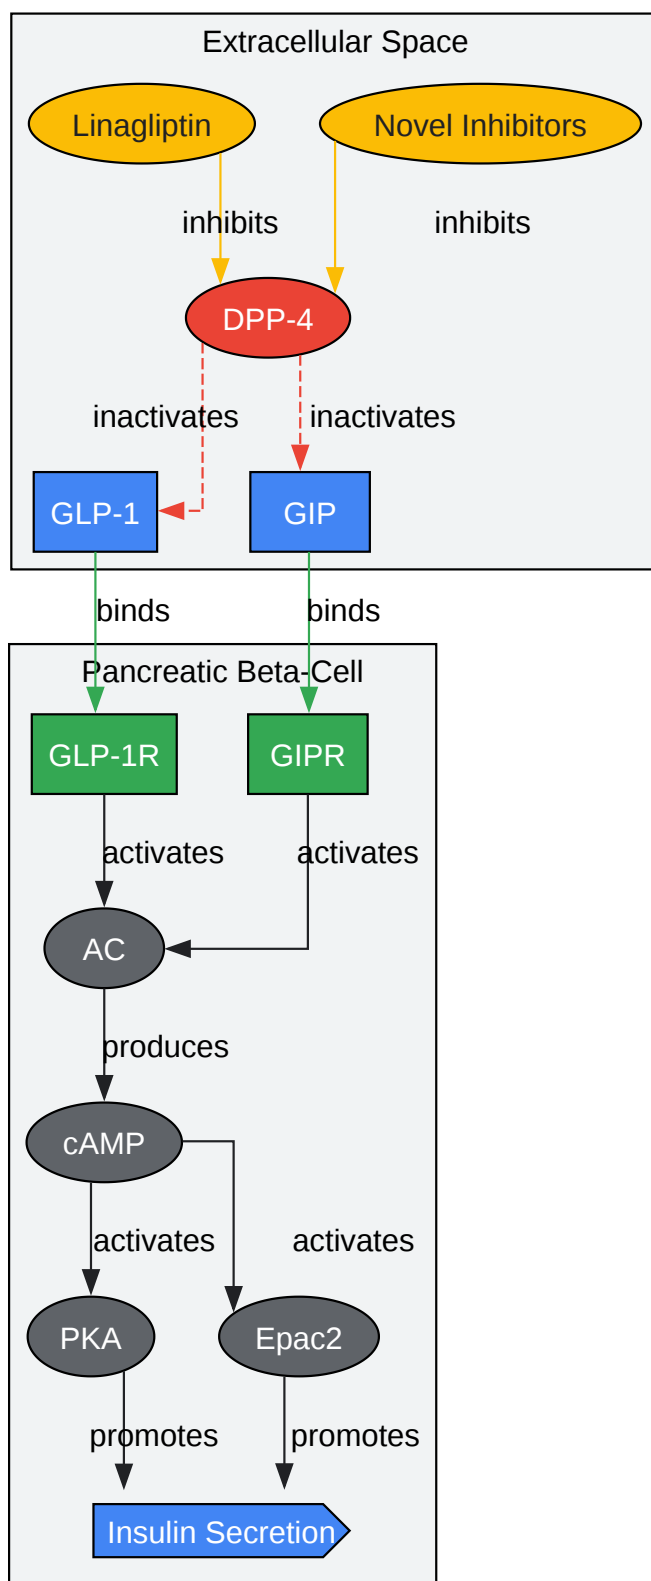 Extracellular Space
Linagliptin
Novel Inhibitors
inhibits
inhibits
DPP-4
inactivates
inactivates
GLP-1
GIP
binds
binds
Pancreatic Beta-Cell
GLP-1R
GIPR
activates
activates
AC
produces
cAMP
activates
activates
PKA
Epac2
promotes
promotes
Insulin Secretion